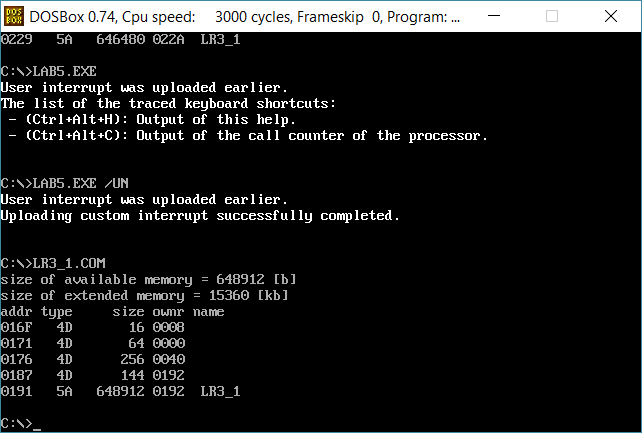 DOS BOX
DOSBox 0.74, Cpu speed: 3000 cycles, Frameskip 0, Program: ...
0229 5A 646480 022A LR3_1
C:\>LAB5.EXE
User interrupt was uploaded earlier.
The list of the traced keyboard shortcuts:
- (Ctrl+Alt+H): Output of this help.
- (Ctrl+Alt+C): Output of the call counter of the processor.
C:\>LAB5.EXE /UN
User interrupt was uploaded earlier.
Uploading custom interrupt successfully completed.
C:\>LR3_1.COM
size of available memory = 648912 [b]
size of extended memory = 15360 [kb]
addr type size ownr name
016F 4D 16 0008
0171 4D 64 0000
0176 4D 256 0040
0187 4D 144 0192
0191 5A 648912 0192 LR3_1
C:\>_